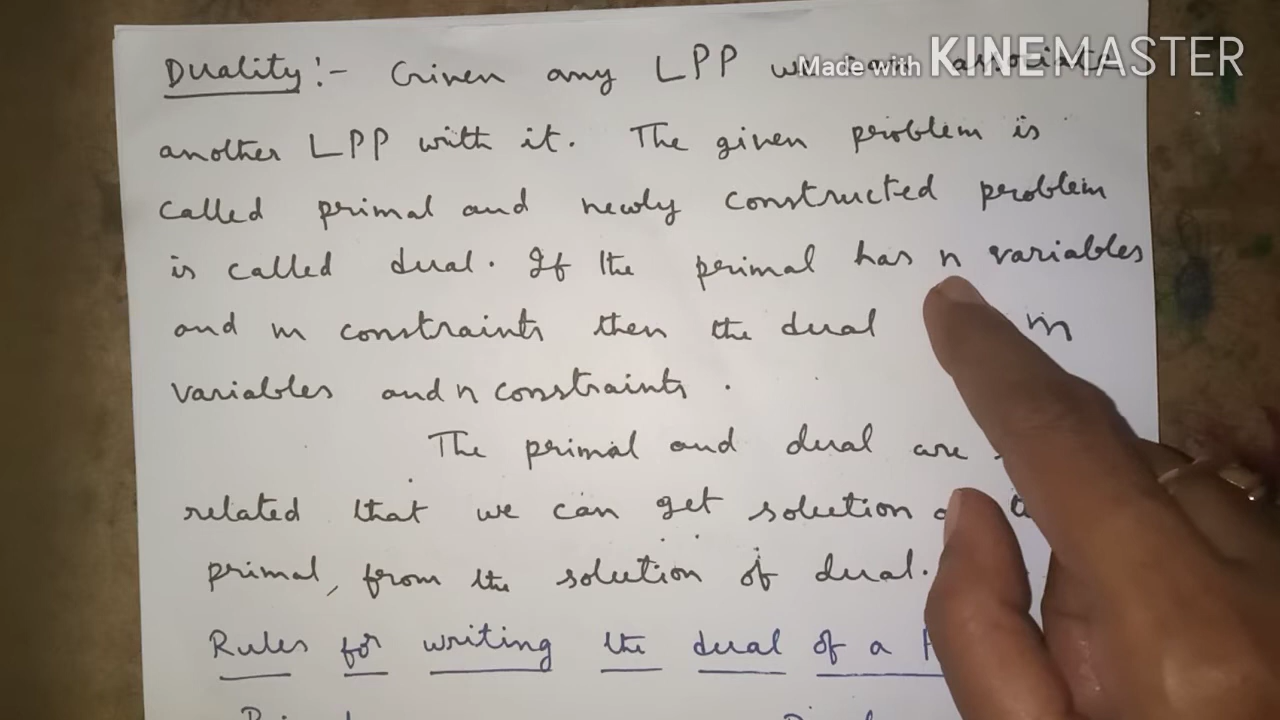 Duality :- Given any LPP we can associate
Made with KINEMASTER
another LPP with it. The given problem is
called primal and newly constructed problem
is called dual. If the primal has n variables
and m constraints then the dual m
variables and n constraints.
The primal and dual are
related that we can get solution
primal, from the solution of dual.
Rules for writing the dual of a